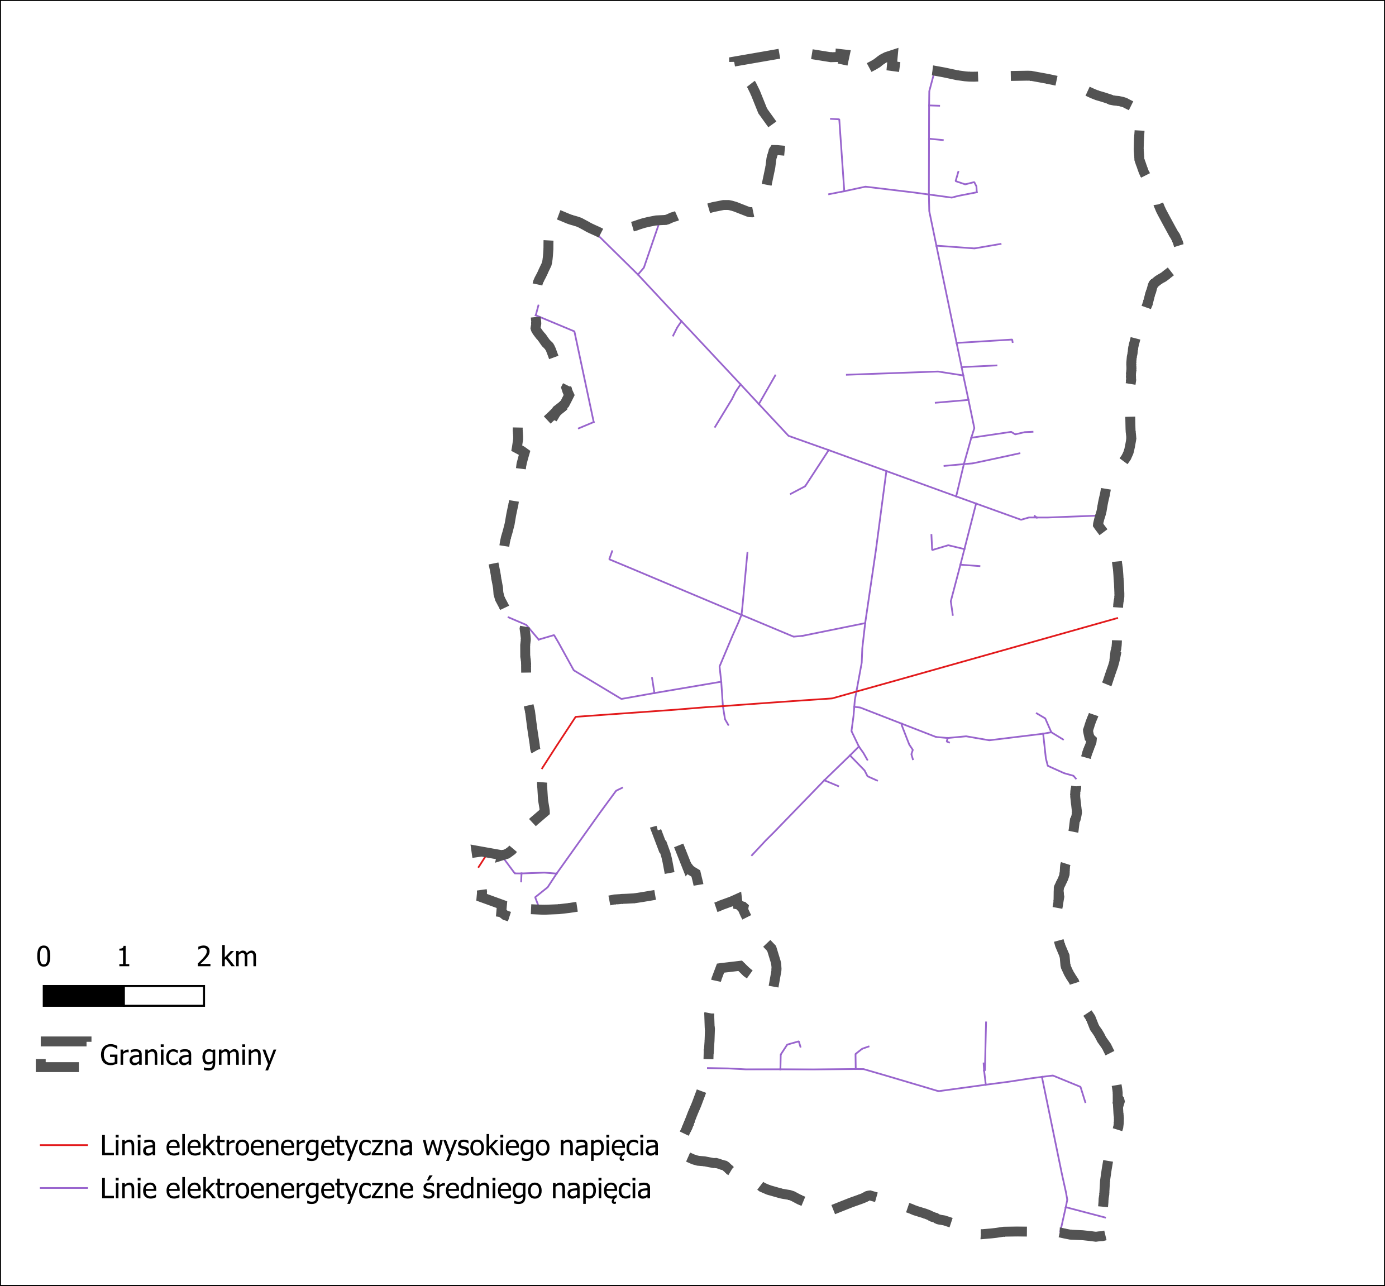 0 1 2 km
Granica gminy
Linia elektroenergetyczna wysokiego napięcia
Linie elektroenergetyczne średniego napięcia